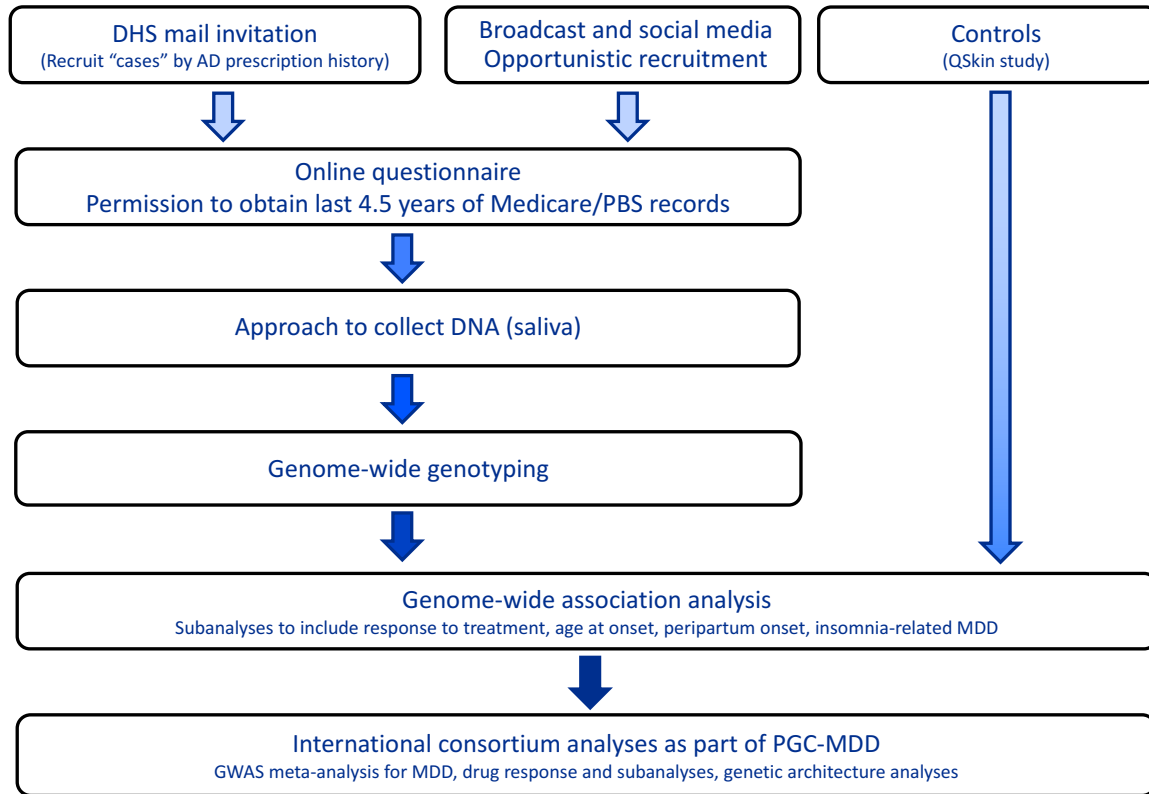 DHS mail invitation
(Recruit “cases” by AD prescription history)
Broadcast and social media
Opportunistic recruitment
Controls
(QSkin study)
Online questionnaire
Permission to obtain last 4.5 years of Medicare/PBS records
Approach to collect DNA (saliva)
Genome-wide genotyping
Genome-wide association analysis
Subanalyses to include response to treatment, age at onset, peripartum onset, insomnia-related MDD
International consortium analyses as part of PGC-MDD
GWAS meta-analysis for MDD, drug response and subanalyses, genetic architecture analyses